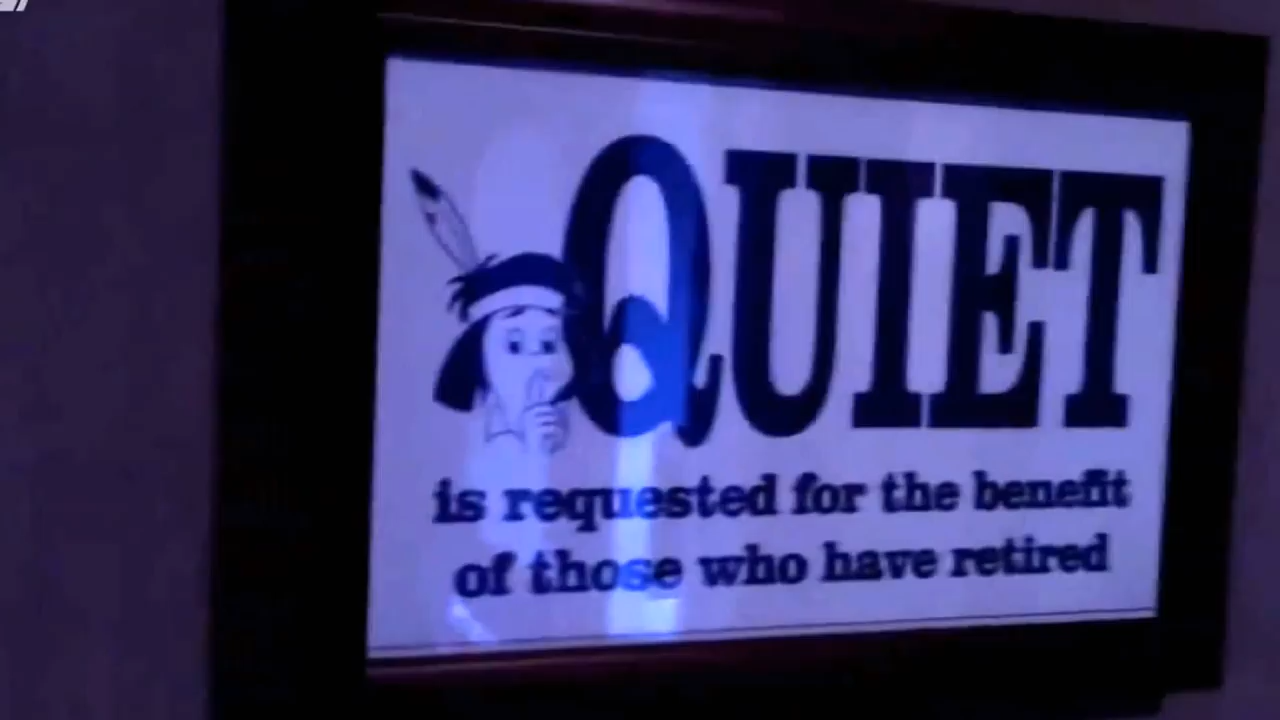 QUIET
is requested for the benefit
of those who have retired